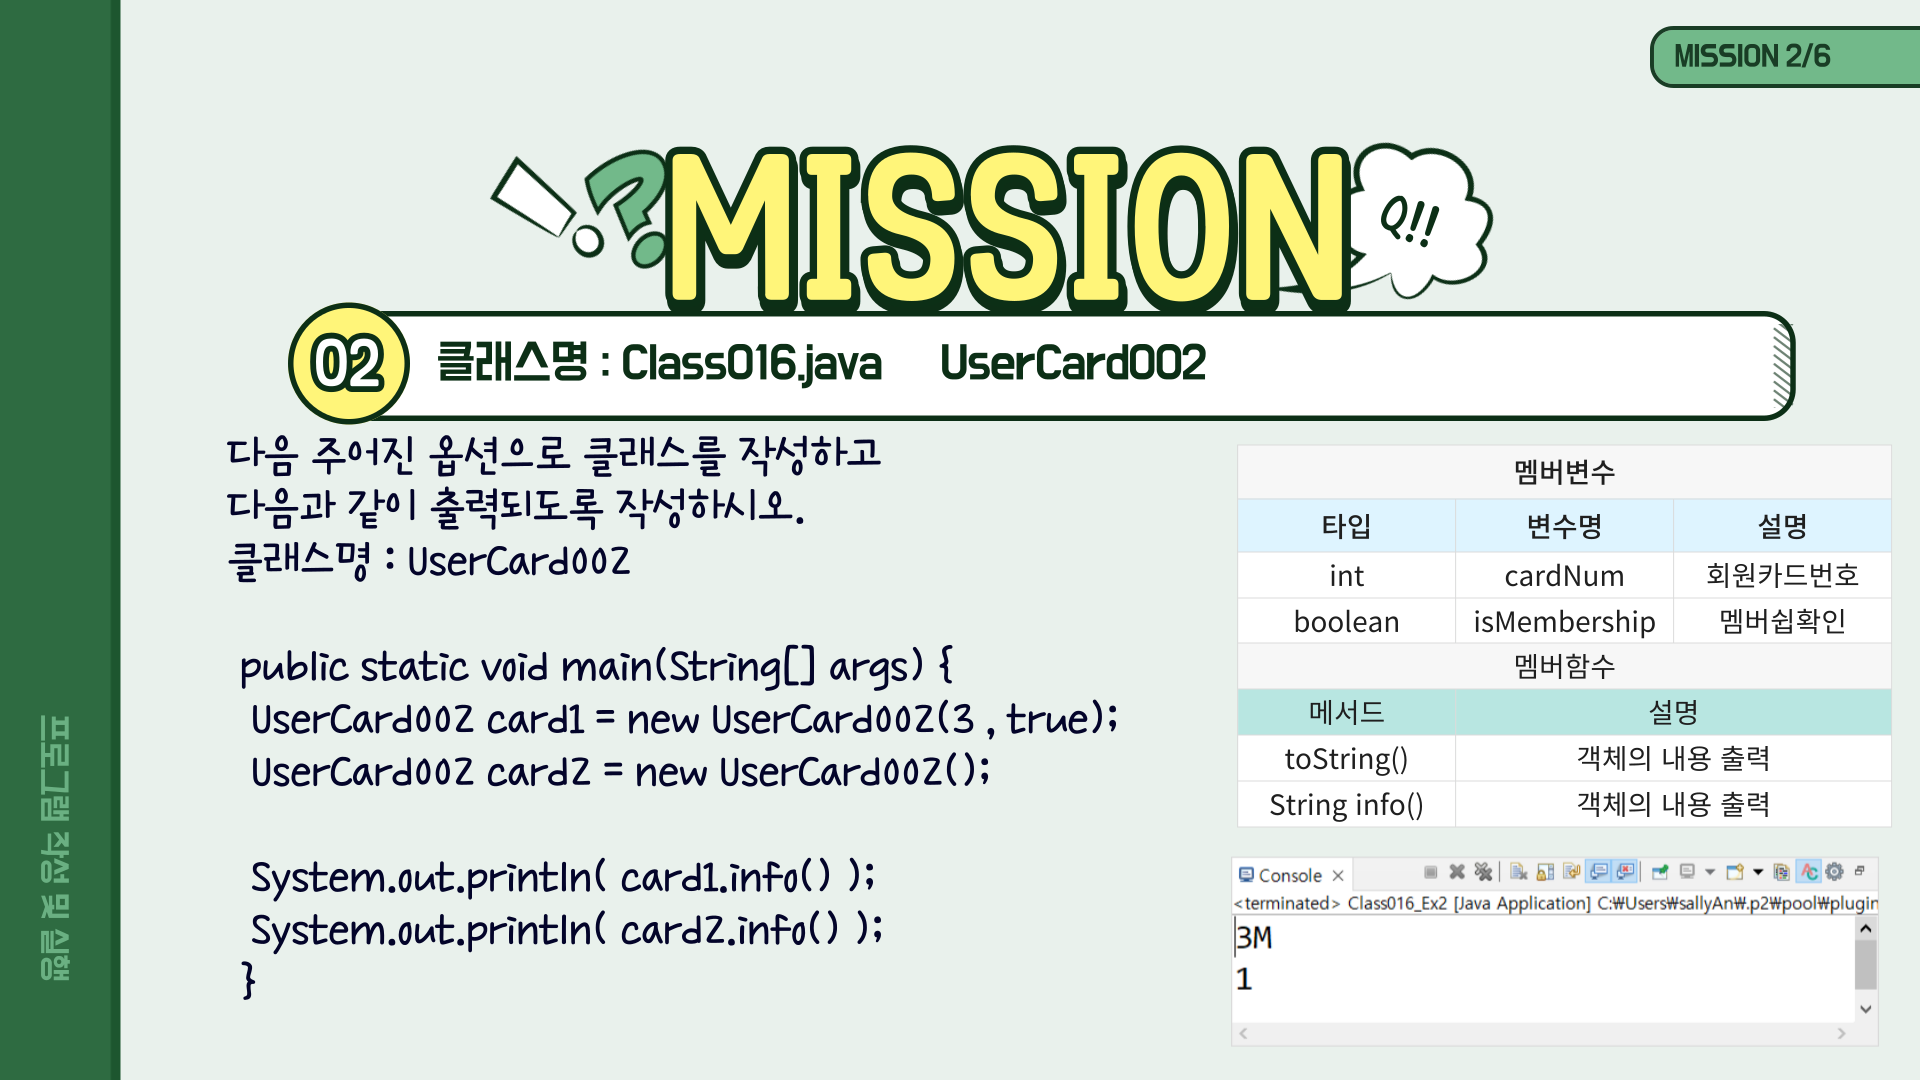 MISSION 2/6
MISSION
Q!!
02
클래스명 : Class016.java UserCard002
다음 주어진 옵션으로 클래스를 작성하고
다음과 같이 출력되도록 작성하시오.
클래스명 : UserCard002
public static void main(String[] args) {
UserCard002 card1 = new UserCard002(3 , true);
UserCard002 card2 = new UserCard002();
System.out.println( card1.info() );
System.out.println( card2.info() );
}
멤버변수
타입 변수명 설명
int cardNum 회원카드번호
boolean isMembership 멤버쉽확인
멤버함수
메서드 설명
toString() 객체의 내용 출력
String info() 객체의 내용 출력
Console
<terminated> Class016_Ex2 [Java Application] C:₩Users₩sallyAn₩.p2₩pool₩plugin
3M
1
프로그램 작성 및 실행